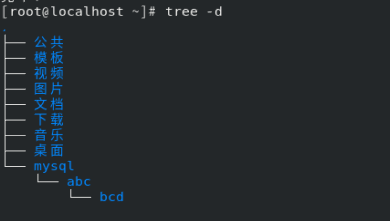 [root@localhost ~]# tree -d
.
├── 公共
├── 模板
├── 视频
├── 图片
├── 文档
├── 下载
├── 音乐
├── 桌面
└── mysql
    └── abc
        └── bcd